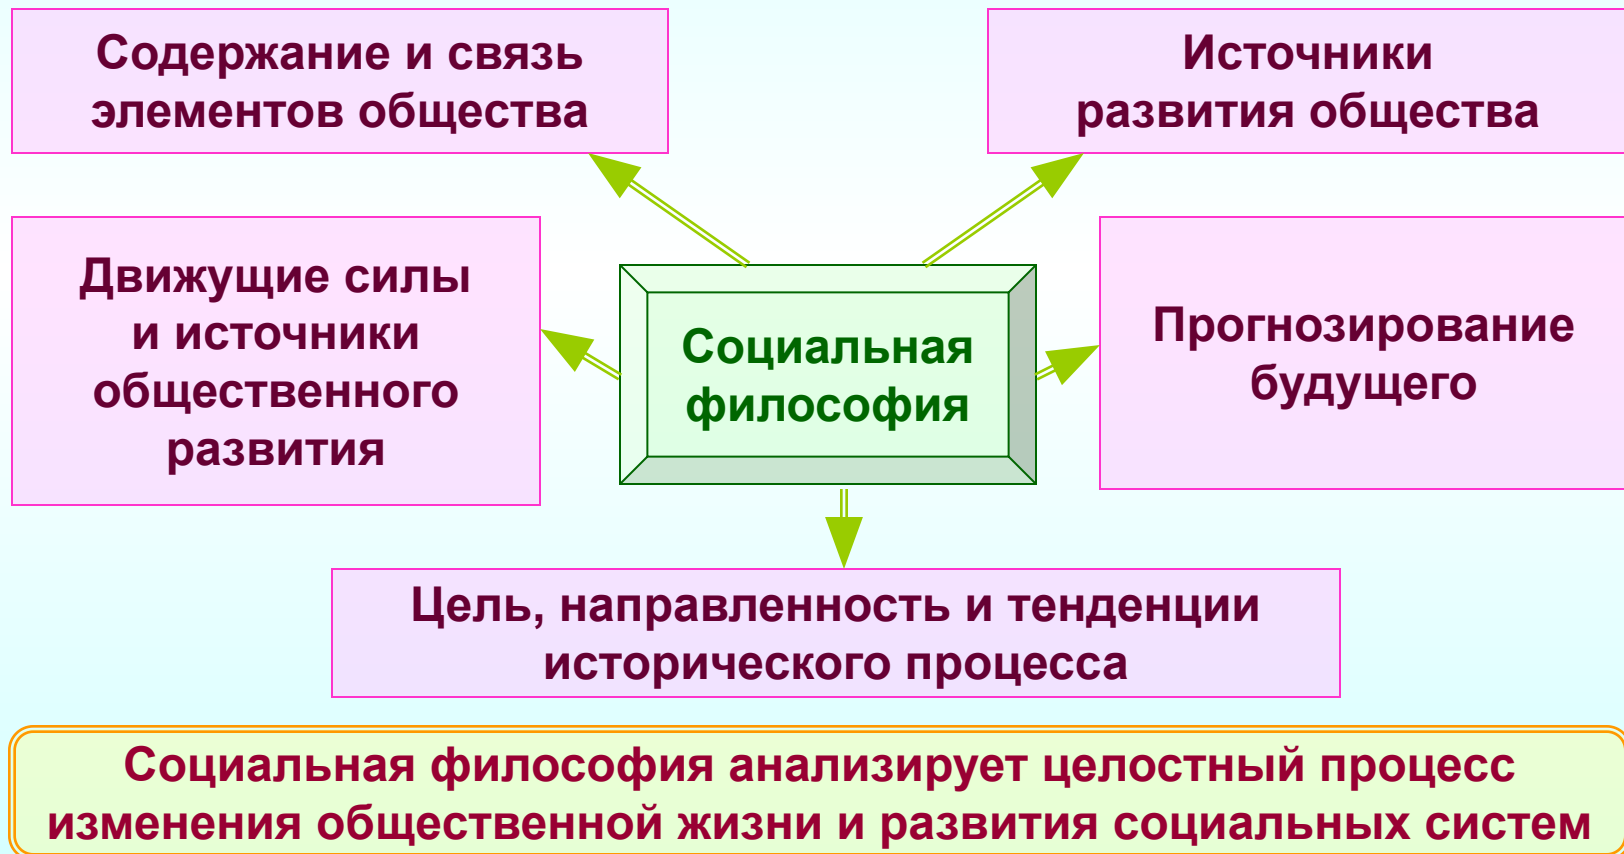 Содержание и связь
элементов общества
Источники
развития общества
Движущие силы
и источники
общественного
развития
Социальная
философия
Прогнозирование
будущего
Цель, направленность и тенденции
исторического процесса
Социальная философия анализирует целостный процесс
изменения общественной жизни и развития социальных систем